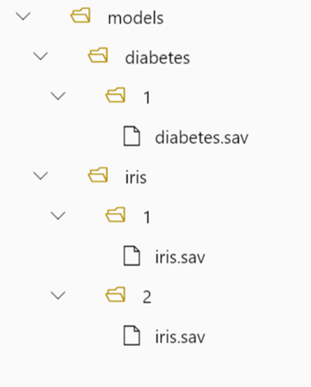 models
diabetes
1
diabetes.sav
iris
1
iris.sav
2
iris.sav